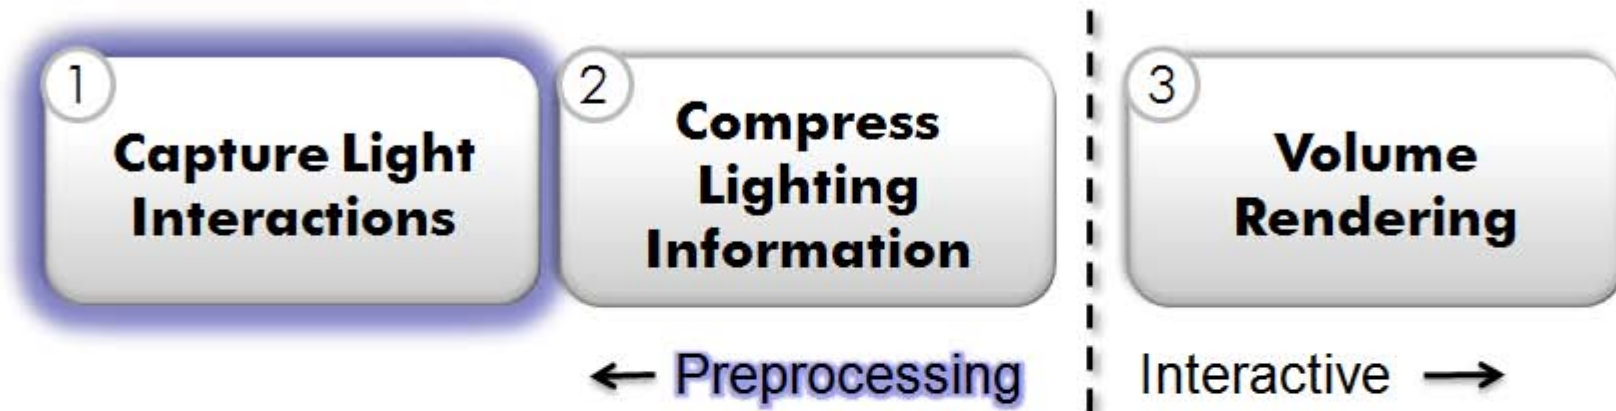 1
Capture Light
Interactions
2
Compress
Lighting
Information
3
Volume
Rendering
← Preprocessing
Interactive →